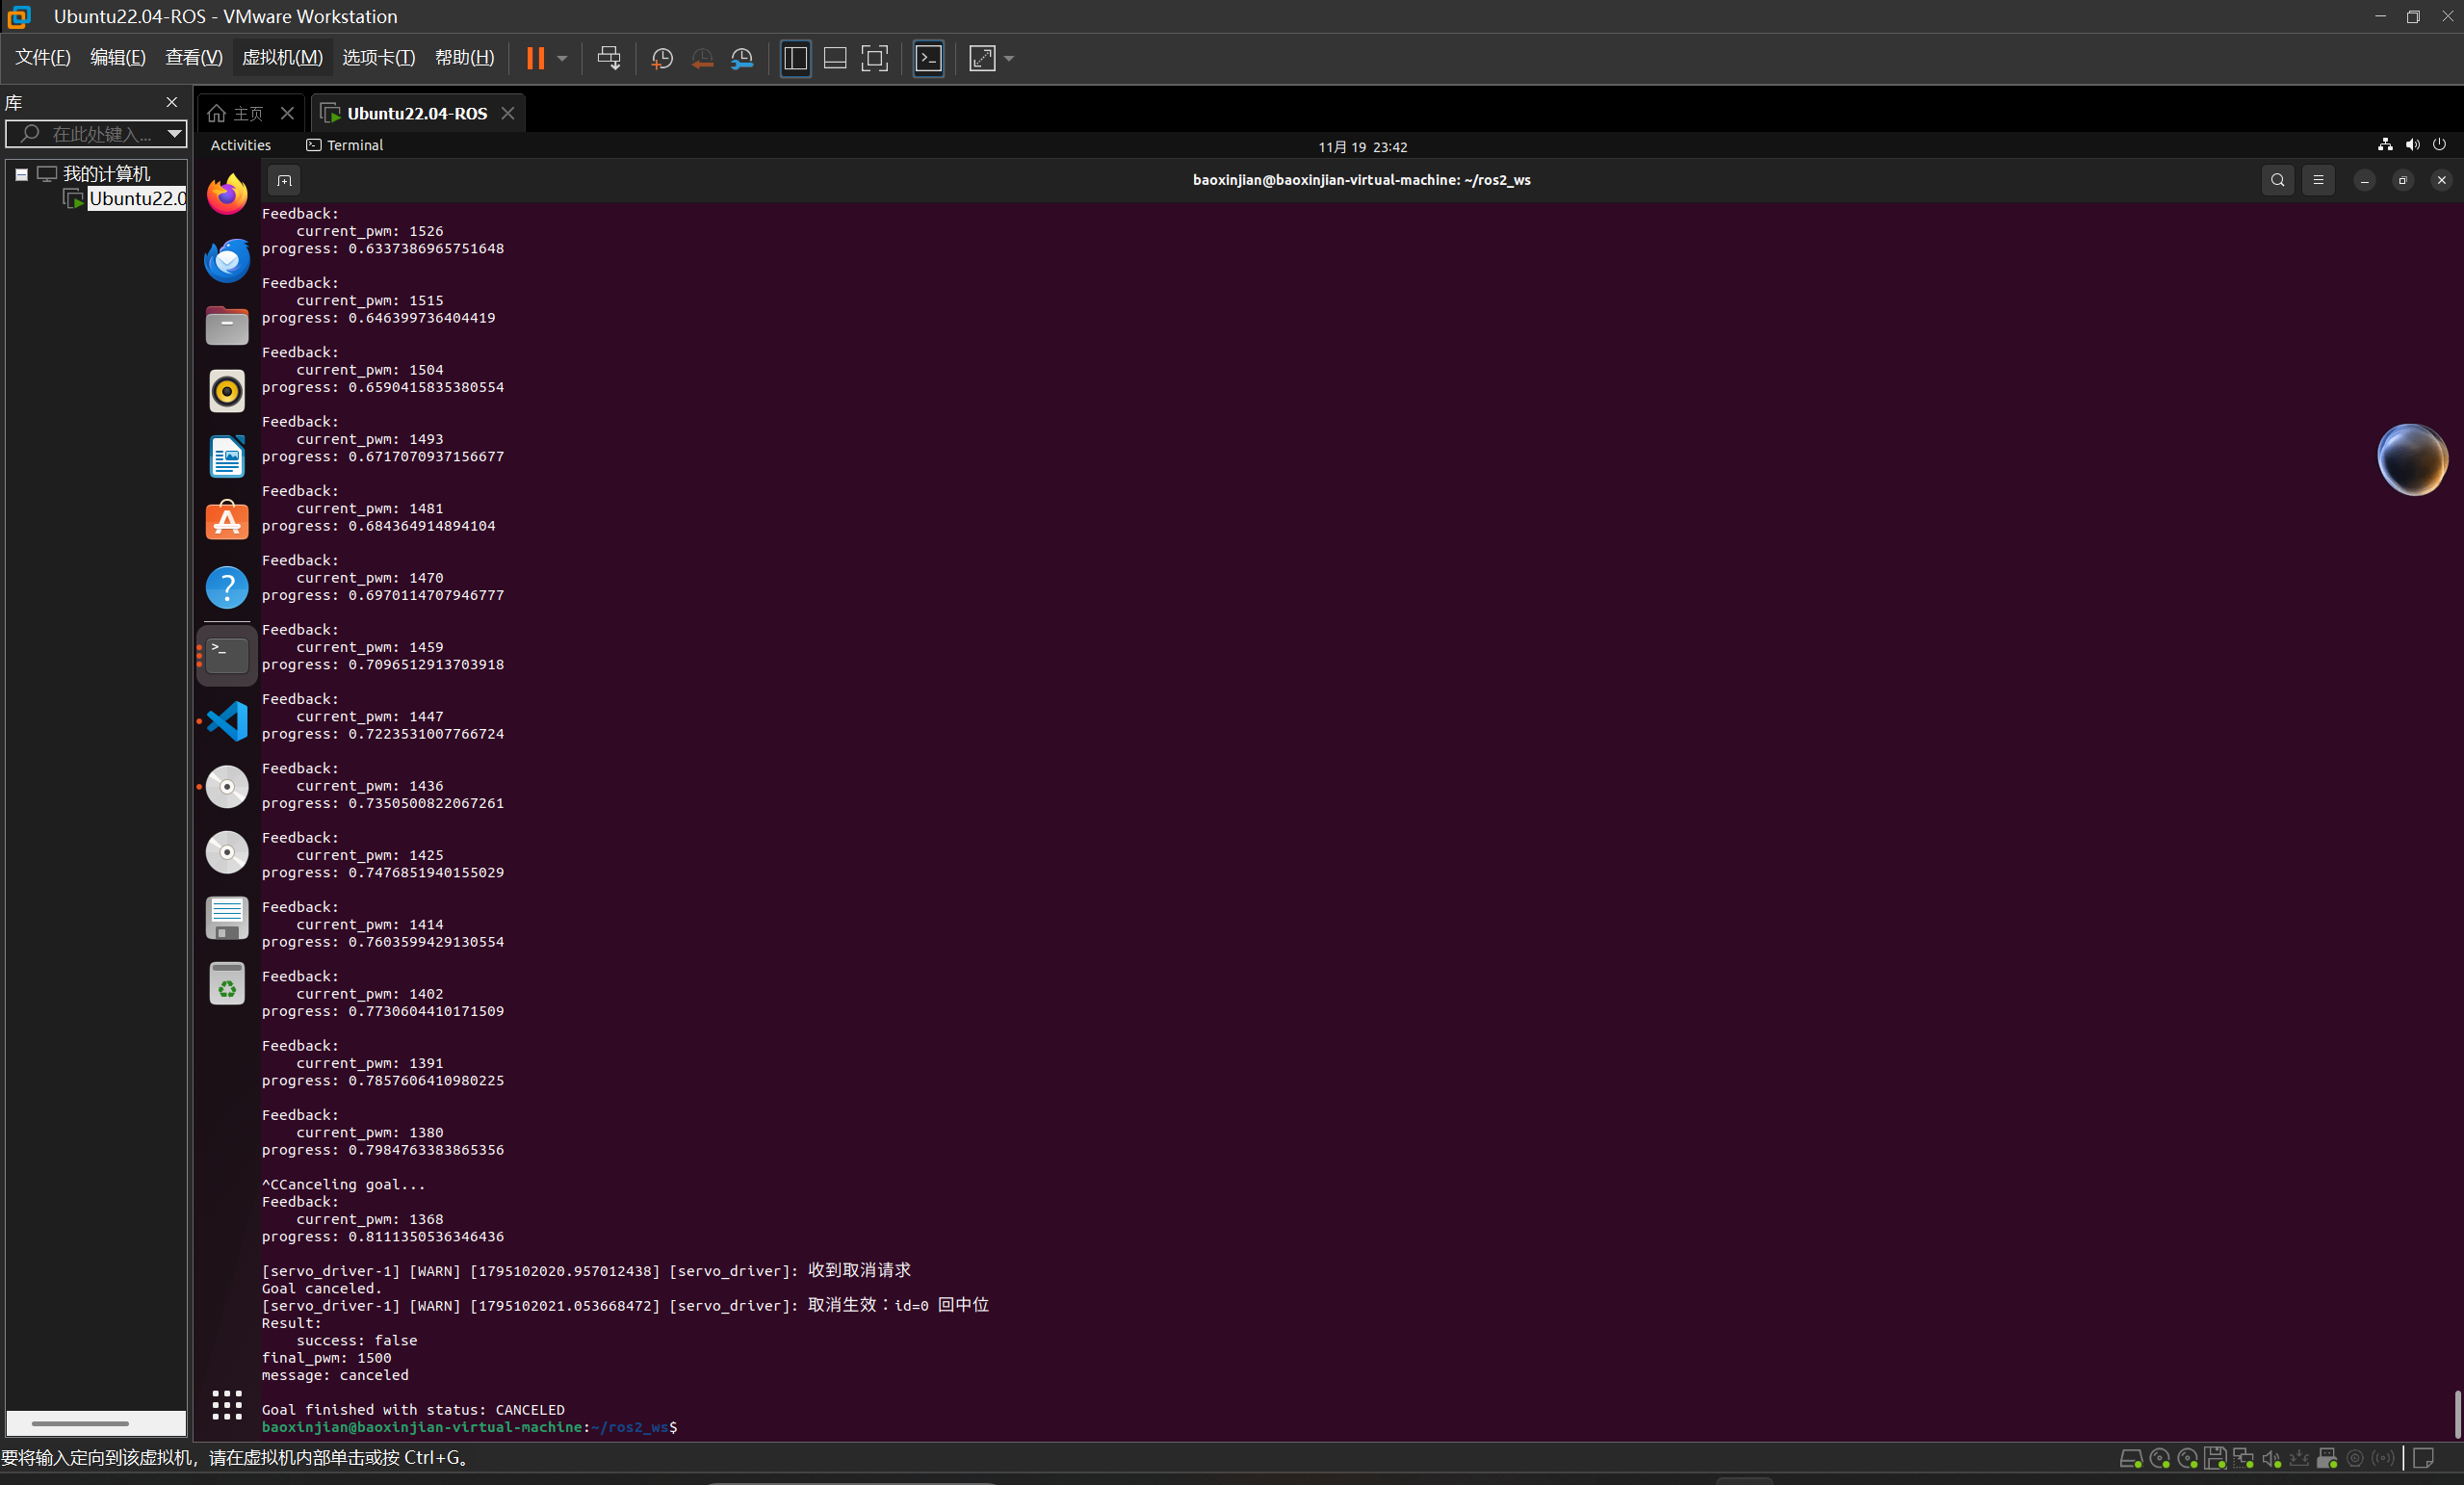 Ubuntu22.04-ROS - VMware Workstation
文件(F) 编辑(E) 查看(V) 虚拟机(M) 选项卡(T) 帮助(H)
库
在此处键入...
我的计算机
Ubuntu22.0
主页 Ubuntu22.04-ROS
Activities Terminal 11月 19 23:42
baoxinjian@baoxinjian-virtual-machine: ~/ros2_ws
Feedback:
    current_pwm: 1526
progress: 0.6337386965751648
Feedback:
    current_pwm: 1515
progress: 0.646399736404419
Feedback:
    current_pwm: 1504
progress: 0.6590415835380554
Feedback:
    current_pwm: 1493
progress: 0.6717070937156677
Feedback:
    current_pwm: 1481
progress: 0.684364914894104
Feedback:
    current_pwm: 1470
progress: 0.6970114707946777
Feedback:
    current_pwm: 1459
progress: 0.7096512913703918
Feedback:
    current_pwm: 1447
progress: 0.7223531007766724
Feedback:
    current_pwm: 1436
progress: 0.7350500822067261
Feedback:
    current_pwm: 1425
progress: 0.7476851940155029
Feedback:
    current_pwm: 1414
progress: 0.7603599429130554
Feedback:
    current_pwm: 1402
progress: 0.7730604410171509
Feedback:
    current_pwm: 1391
progress: 0.7857606410980225
Feedback:
    current_pwm: 1380
progress: 0.7984763383865356
^CCanceling goal...
Feedback:
    current_pwm: 1368
progress: 0.8111350536346436
[servo_driver-1] [WARN] [1795102020.957012438] [servo_driver]: 收到取消请求
Goal canceled.
[servo_driver-1] [WARN] [1795102021.053668472] [servo_driver]: 取消生效：id=0 回中位
Result:
    success: false
final_pwm: 1500
message: canceled
Goal finished with status: CANCELED
baoxinjian@baoxinjian-virtual-machine:~/ros2_ws$
要将输入定向到该虚拟机，请在虚拟机内部单击或按 Ctrl+G。